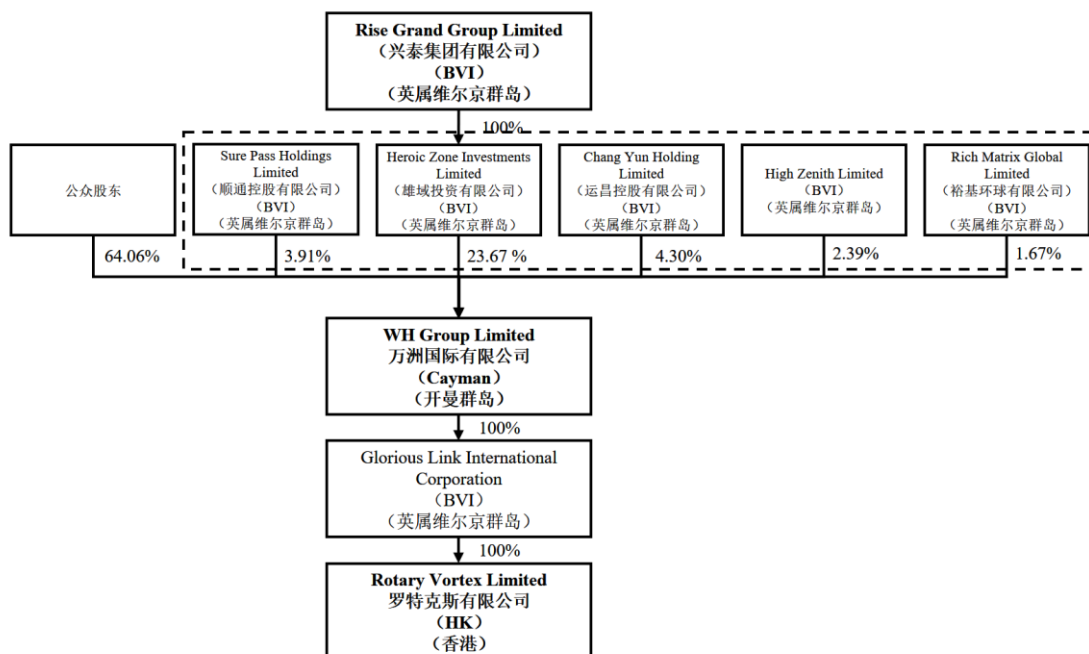 Rise Grand Group Limited
（兴泰集团有限公司）
（BVI）
（英属维尔京群岛）
100%
公众股东
Sure Pass Holdings
Limited
（顺通控股有限公司）
（BVI）
（英属维尔京群岛）
Heroic Zone Investments
Limited
（雄域投资有限公司）
（BVI）
（英属维尔京群岛）
Chang Yun Holding
Limited
（运昌控股有限公司）
（BVI）
（英属维尔京群岛）
High Zenith Limited
（BVI）
（英属维尔京群岛）
Rich Matrix Global
Limited
（裕基环球有限公司）
（BVI）
（英属维尔京群岛）
64.06%
3.91%
23.67 %
4.30%
2.39%
1.67%
WH Group Limited
万洲国际有限公司
（Cayman）
（开曼群岛）
100%
Glorious Link International
Corporation
（BVI）
（英属维尔京群岛）
100%
Rotary Vortex Limited
罗特克斯有限公司
（HK）
（香港）